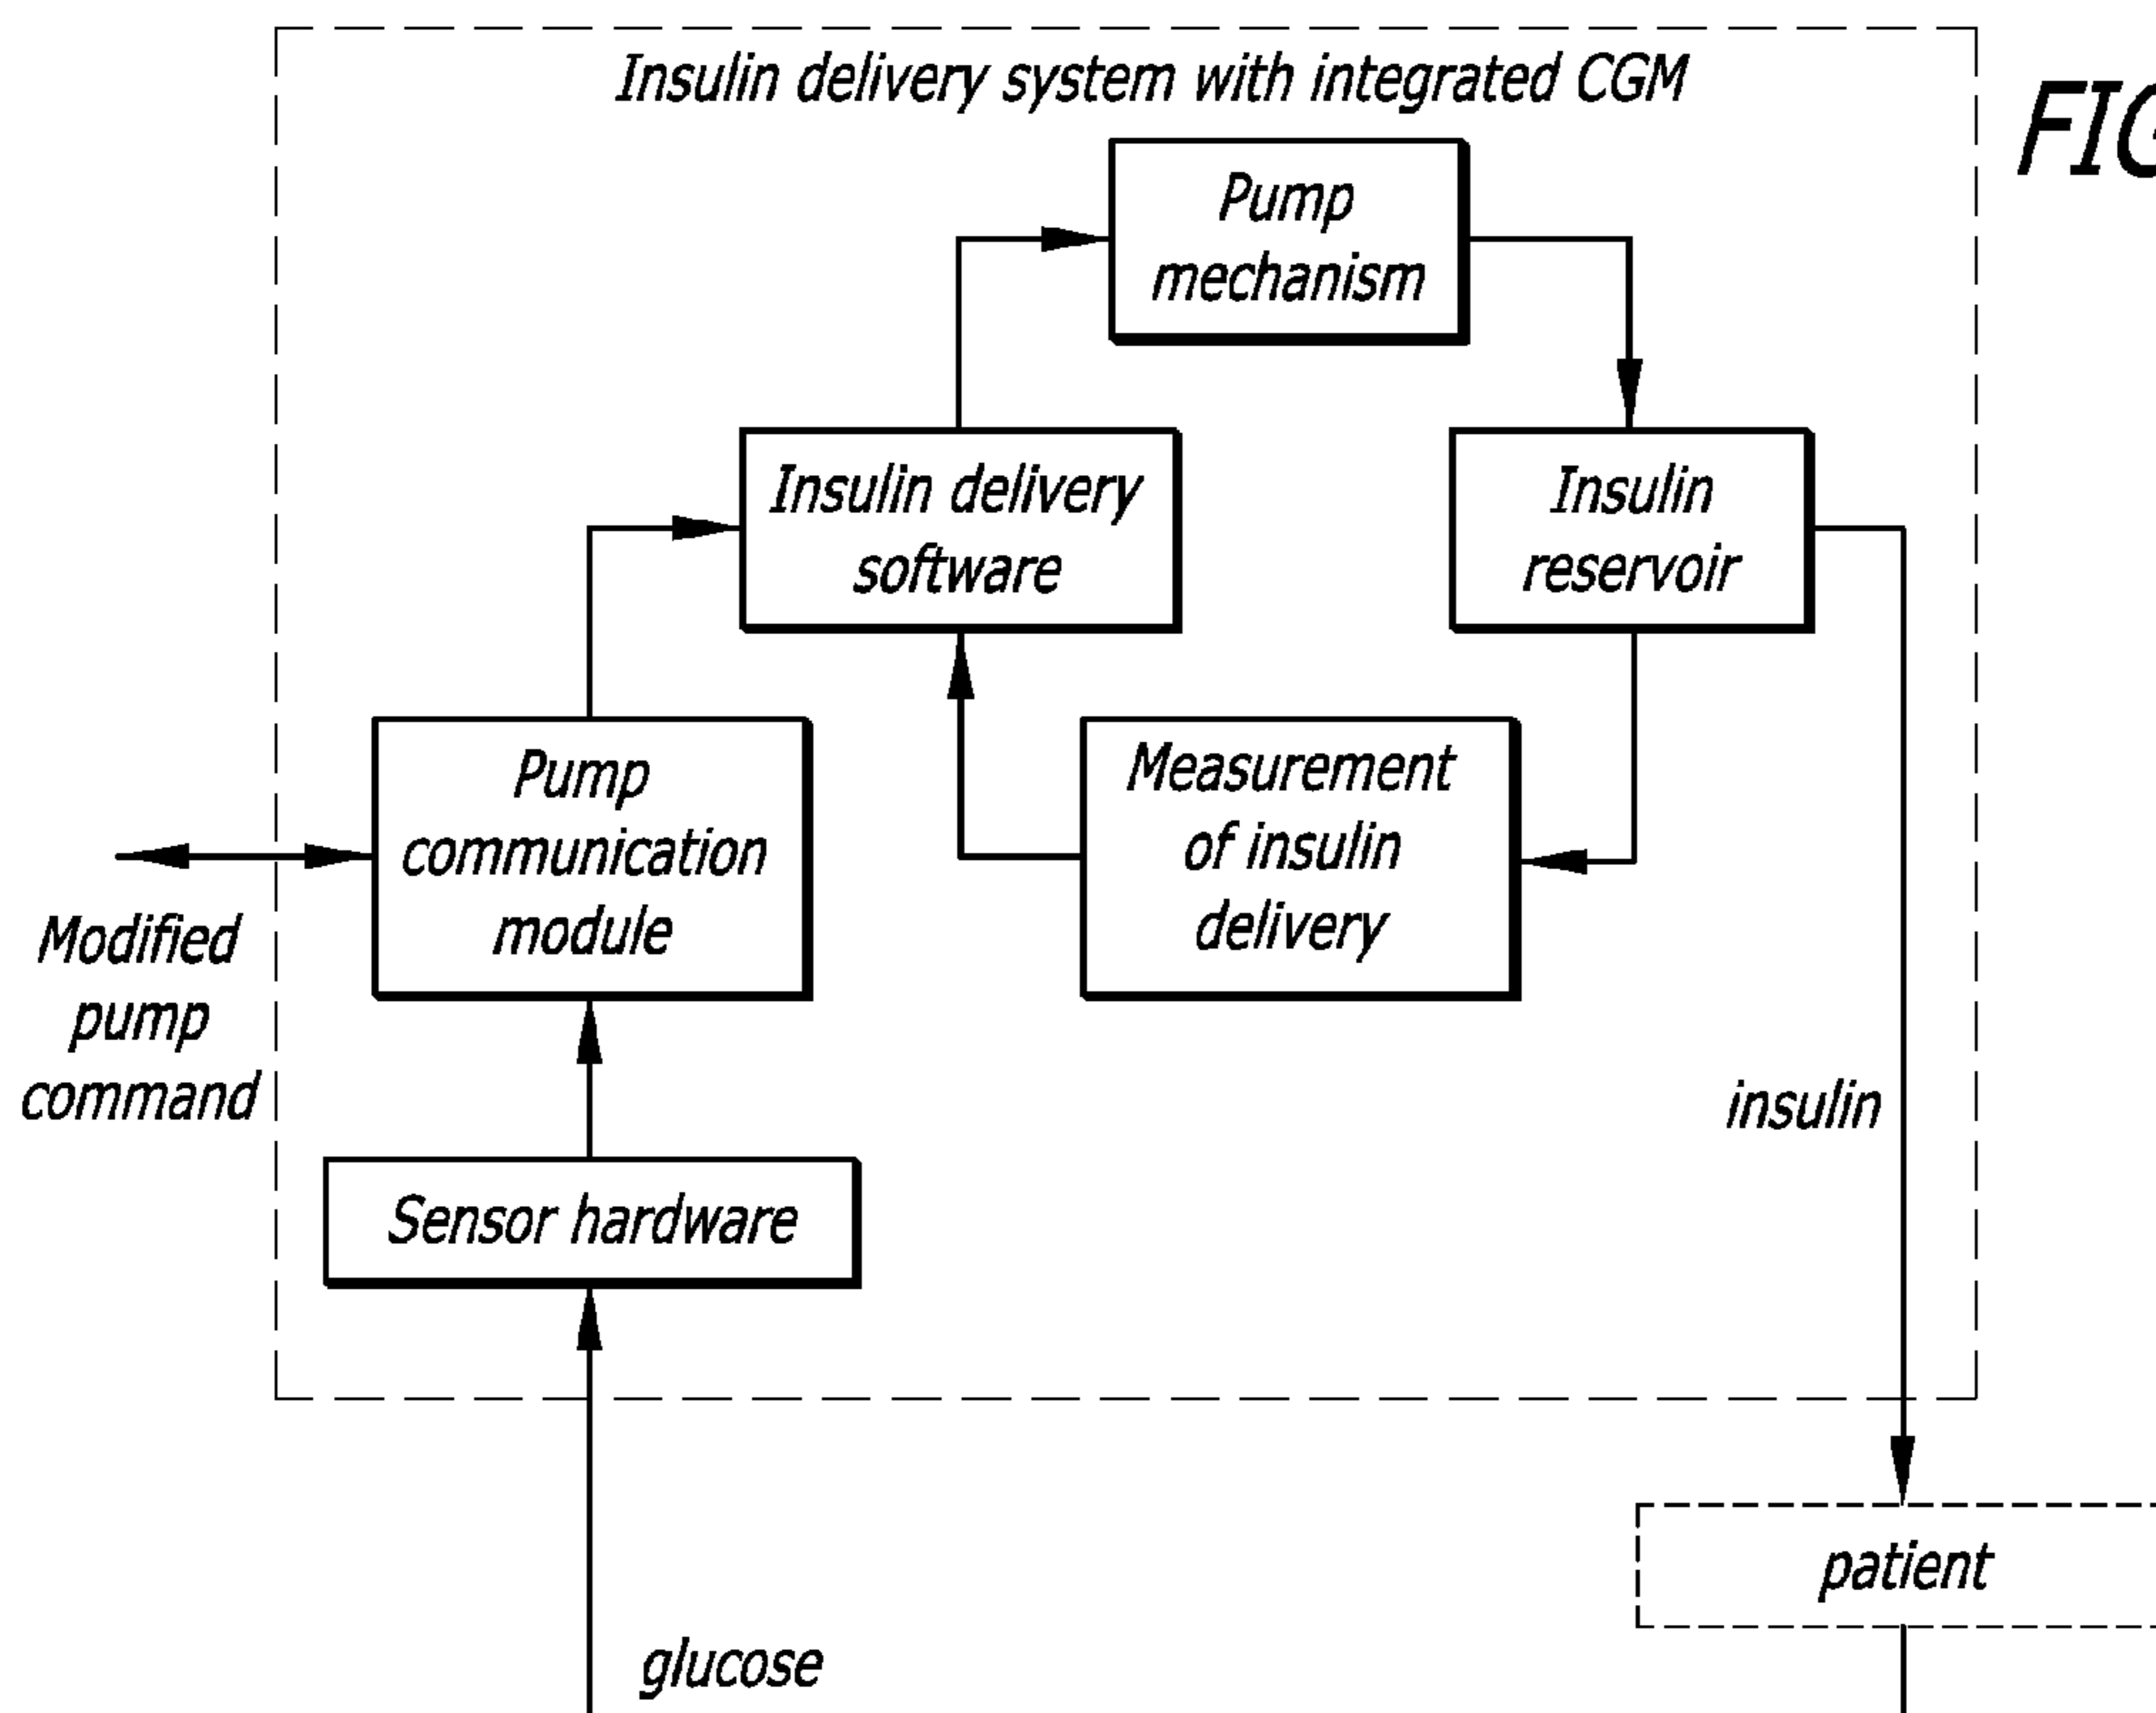 Insulin delivery system with integrated CGM
FIG
Pump
mechanism
Insulin delivery
software
Insulin
reservoir
Pump
communication
module
Measurement
of insulin
delivery
Modified
pump
command
insulin
Sensor hardware
patient
glucose